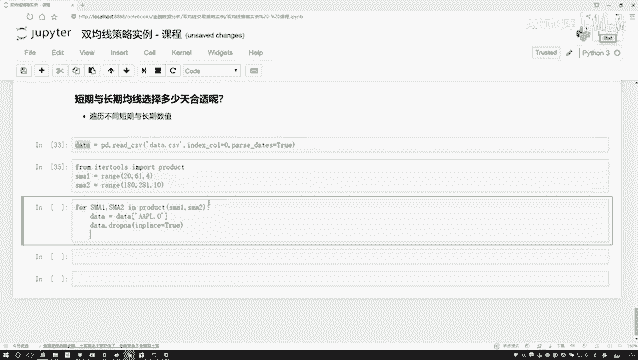 jupyter 双均线策略实例 - 课程 (unsaved changes)
File Edit View Insert Cell Kernel Widgets Help
Trusted
Python 3
Code
短期与长期均线选择多少天合适呢?
遍历不同短期与长期数值
In [33]: data = pd.read_csv('data.csv',index_col=0,parse_dates=True)
In [35]: from itertools import product
sma1 = range(20,61,4)
sma2 = range(180,281,10)
In [ ]: for SMA1,SMA2 in product(sma1,sma2):
data = data['AAPL.O']
data.dropna(inplace=True)
In [ ]:
In [ ]: